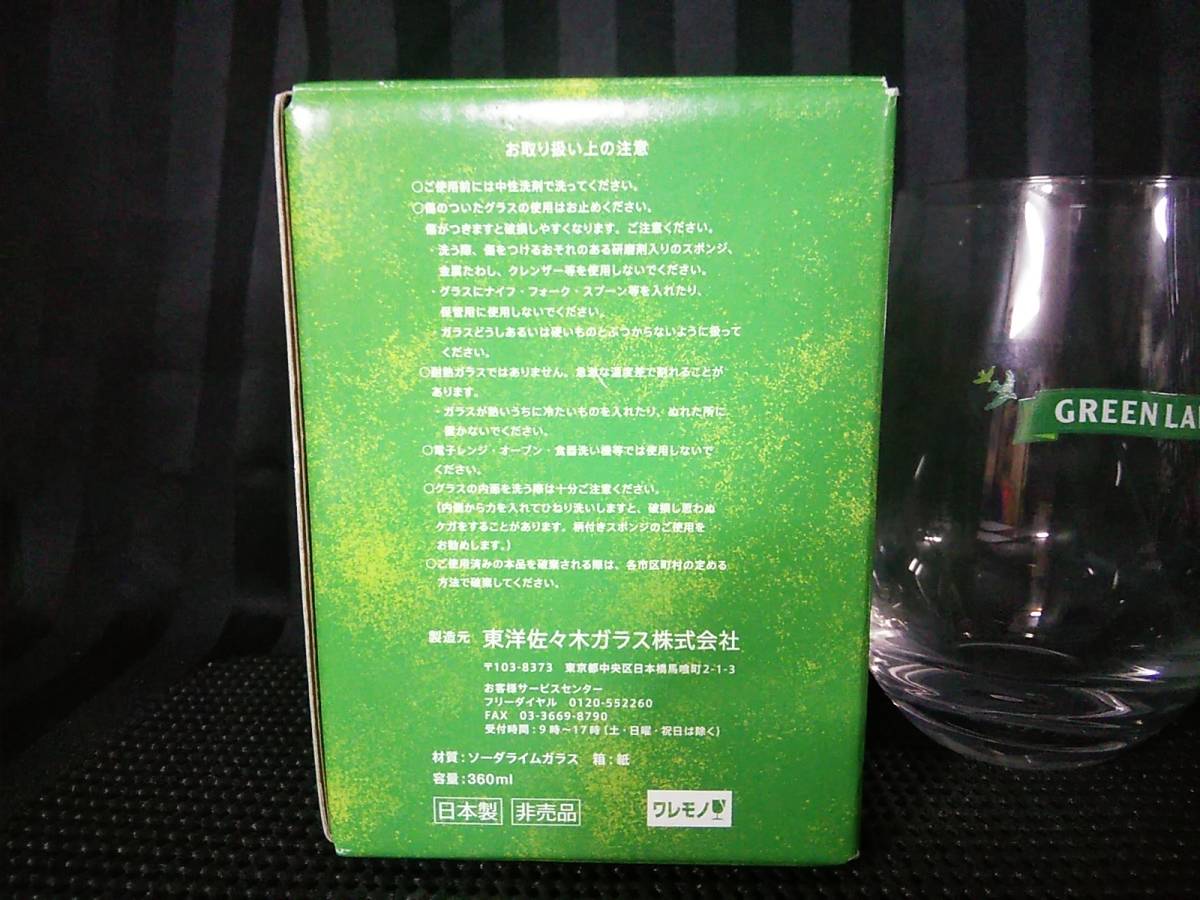 お取り扱い上の注意
○ご使用前には中性洗剤で洗ってください。
○傷のついたグラスの使用はお止めください。
傷がつきますと破損しやすくなります。ご注意ください。
・洗う際、傷をつけるおそれのある研磨剤入りのスポンジ、
金属たわし、クレンザー等を使用しないでください。
・グラスにナイフ・フォーク・スプーン等を入れたり、
保管用に使用しないでください。
ガラスどうしあるいは硬いものとぶつからないように扱って
ください。
○耐熱ガラスではありません。急激な温度差で割れることが
あります。
・ガラスが熱いうちに冷たいものを入れたり、ぬれた所に
置かないでください。
○電子レンジ・オーブン・食器洗い機等では使用しないで
ください。
○グラスの内面を洗う際は十分ご注意ください。
(内側から力を入れてひねり洗いしますと、破損し思わぬ
ケガをすることがあります。柄付きスポンジのご使用を
お勧めします。)
○ご使用済みの本品を破棄される際は、各市区町村の定める
方法で破棄してください。
製造元 東洋佐々木ガラス株式会社
〒103-8373 東京都中央区日本橋馬喰町2-1-3
お客様サービスセンター
フリーダイヤル 0120-552260
FAX 03-3669-8790
受付時間:9時~17時(土・日曜・祝日は除く)
材質:ソーダライムガラス 箱:紙
容量:360ml
日本製 非売品 ワレモノ
GREEN LA